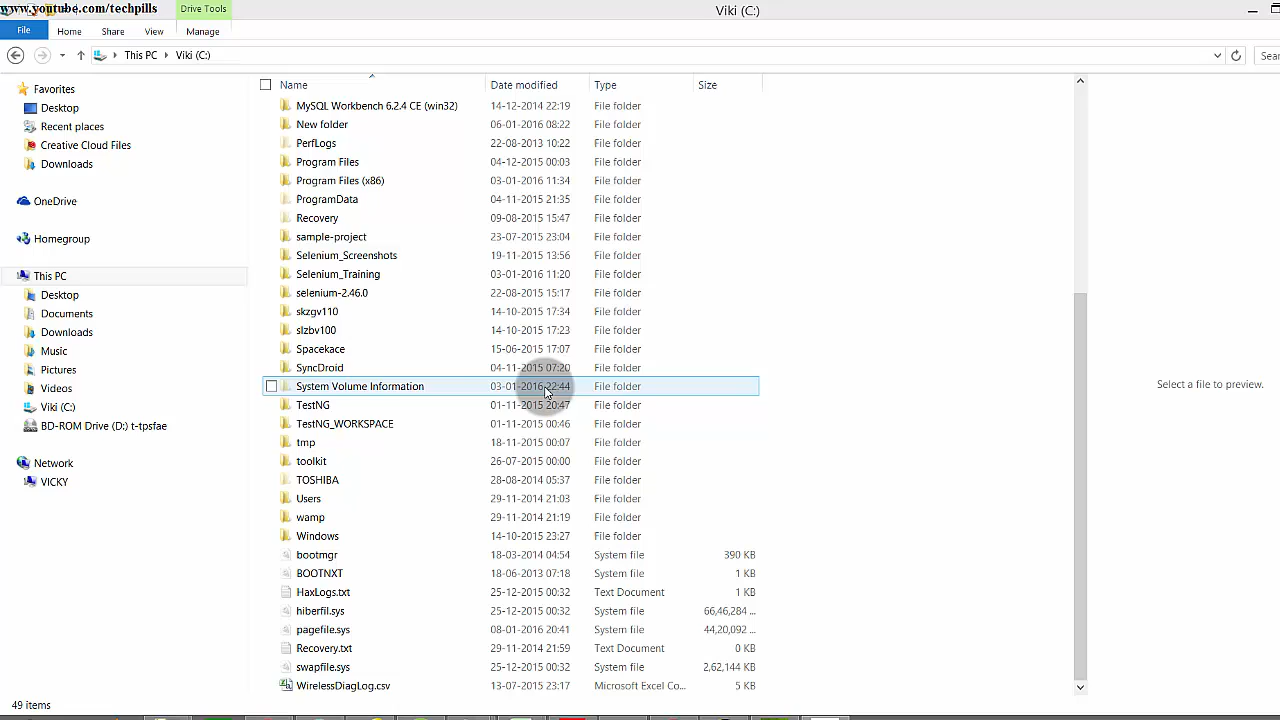 www.youtube.com/techpills
Drive Tools
Viki (C:)
File
Home
Share
View
Manage
This PC
Viki (C:)
Sear
Name
Date modified
Type
Size
Favorites
Desktop
Recent places
Creative Cloud Files
Downloads
OneDrive
Homegroup
This PC
Desktop
Documents
Downloads
Music
Pictures
Videos
Viki (C:)
BD-ROM Drive (D:) t-tpsfae
Network
VICKY
MySQL Workbench 6.2.4 CE (win32) 14-12-2014 22:19 File folder
New folder 06-01-2016 08:22 File folder
PerfLogs 22-08-2013 10:22 File folder
Program Files 04-12-2015 00:03 File folder
Program Files (x86) 03-01-2016 11:34 File folder
ProgramData 04-11-2015 21:35 File folder
Recovery 09-08-2015 15:47 File folder
sample-project 23-07-2015 23:04 File folder
Selenium_Screenshots 19-11-2015 13:56 File folder
Selenium_Training 03-01-2016 11:20 File folder
selenium-2.46.0 22-08-2015 15:17 File folder
skzgv110 14-10-2015 17:34 File folder
slzbv100 14-10-2015 17:23 File folder
Spacekace 15-06-2015 17:07 File folder
SyncDroid 04-11-2015 07:20 File folder
System Volume Information 03-01-2016 22:44 File folder
TestNG 01-11-2015 20:47 File folder
TestNG_WORKSPACE 01-11-2015 00:46 File folder
tmp 18-11-2015 00:07 File folder
toolkit 26-07-2015 00:00 File folder
TOSHIBA 28-08-2014 05:37 File folder
Users 29-11-2014 21:03 File folder
wamp 29-11-2014 21:19 File folder
Windows 14-10-2015 23:27 File folder
bootmgr 18-03-2014 04:54 System file 390 KB
BOOTNXT 18-06-2013 07:18 System file 1 KB
HaxLogs.txt 25-12-2015 00:32 Text Document 1 KB
hiberfil.sys 25-12-2015 00:32 System file 66,46,284 ...
pagefile.sys 08-01-2016 20:41 System file 44,20,092 ...
Recovery.txt 29-11-2014 21:59 Text Document 0 KB
swapfile.sys 25-12-2015 00:32 System file 2,62,144 KB
WirelessDiagLog.csv 13-07-2015 23:17 Microsoft Excel Co... 5 KB
Select a file to preview.
49 items